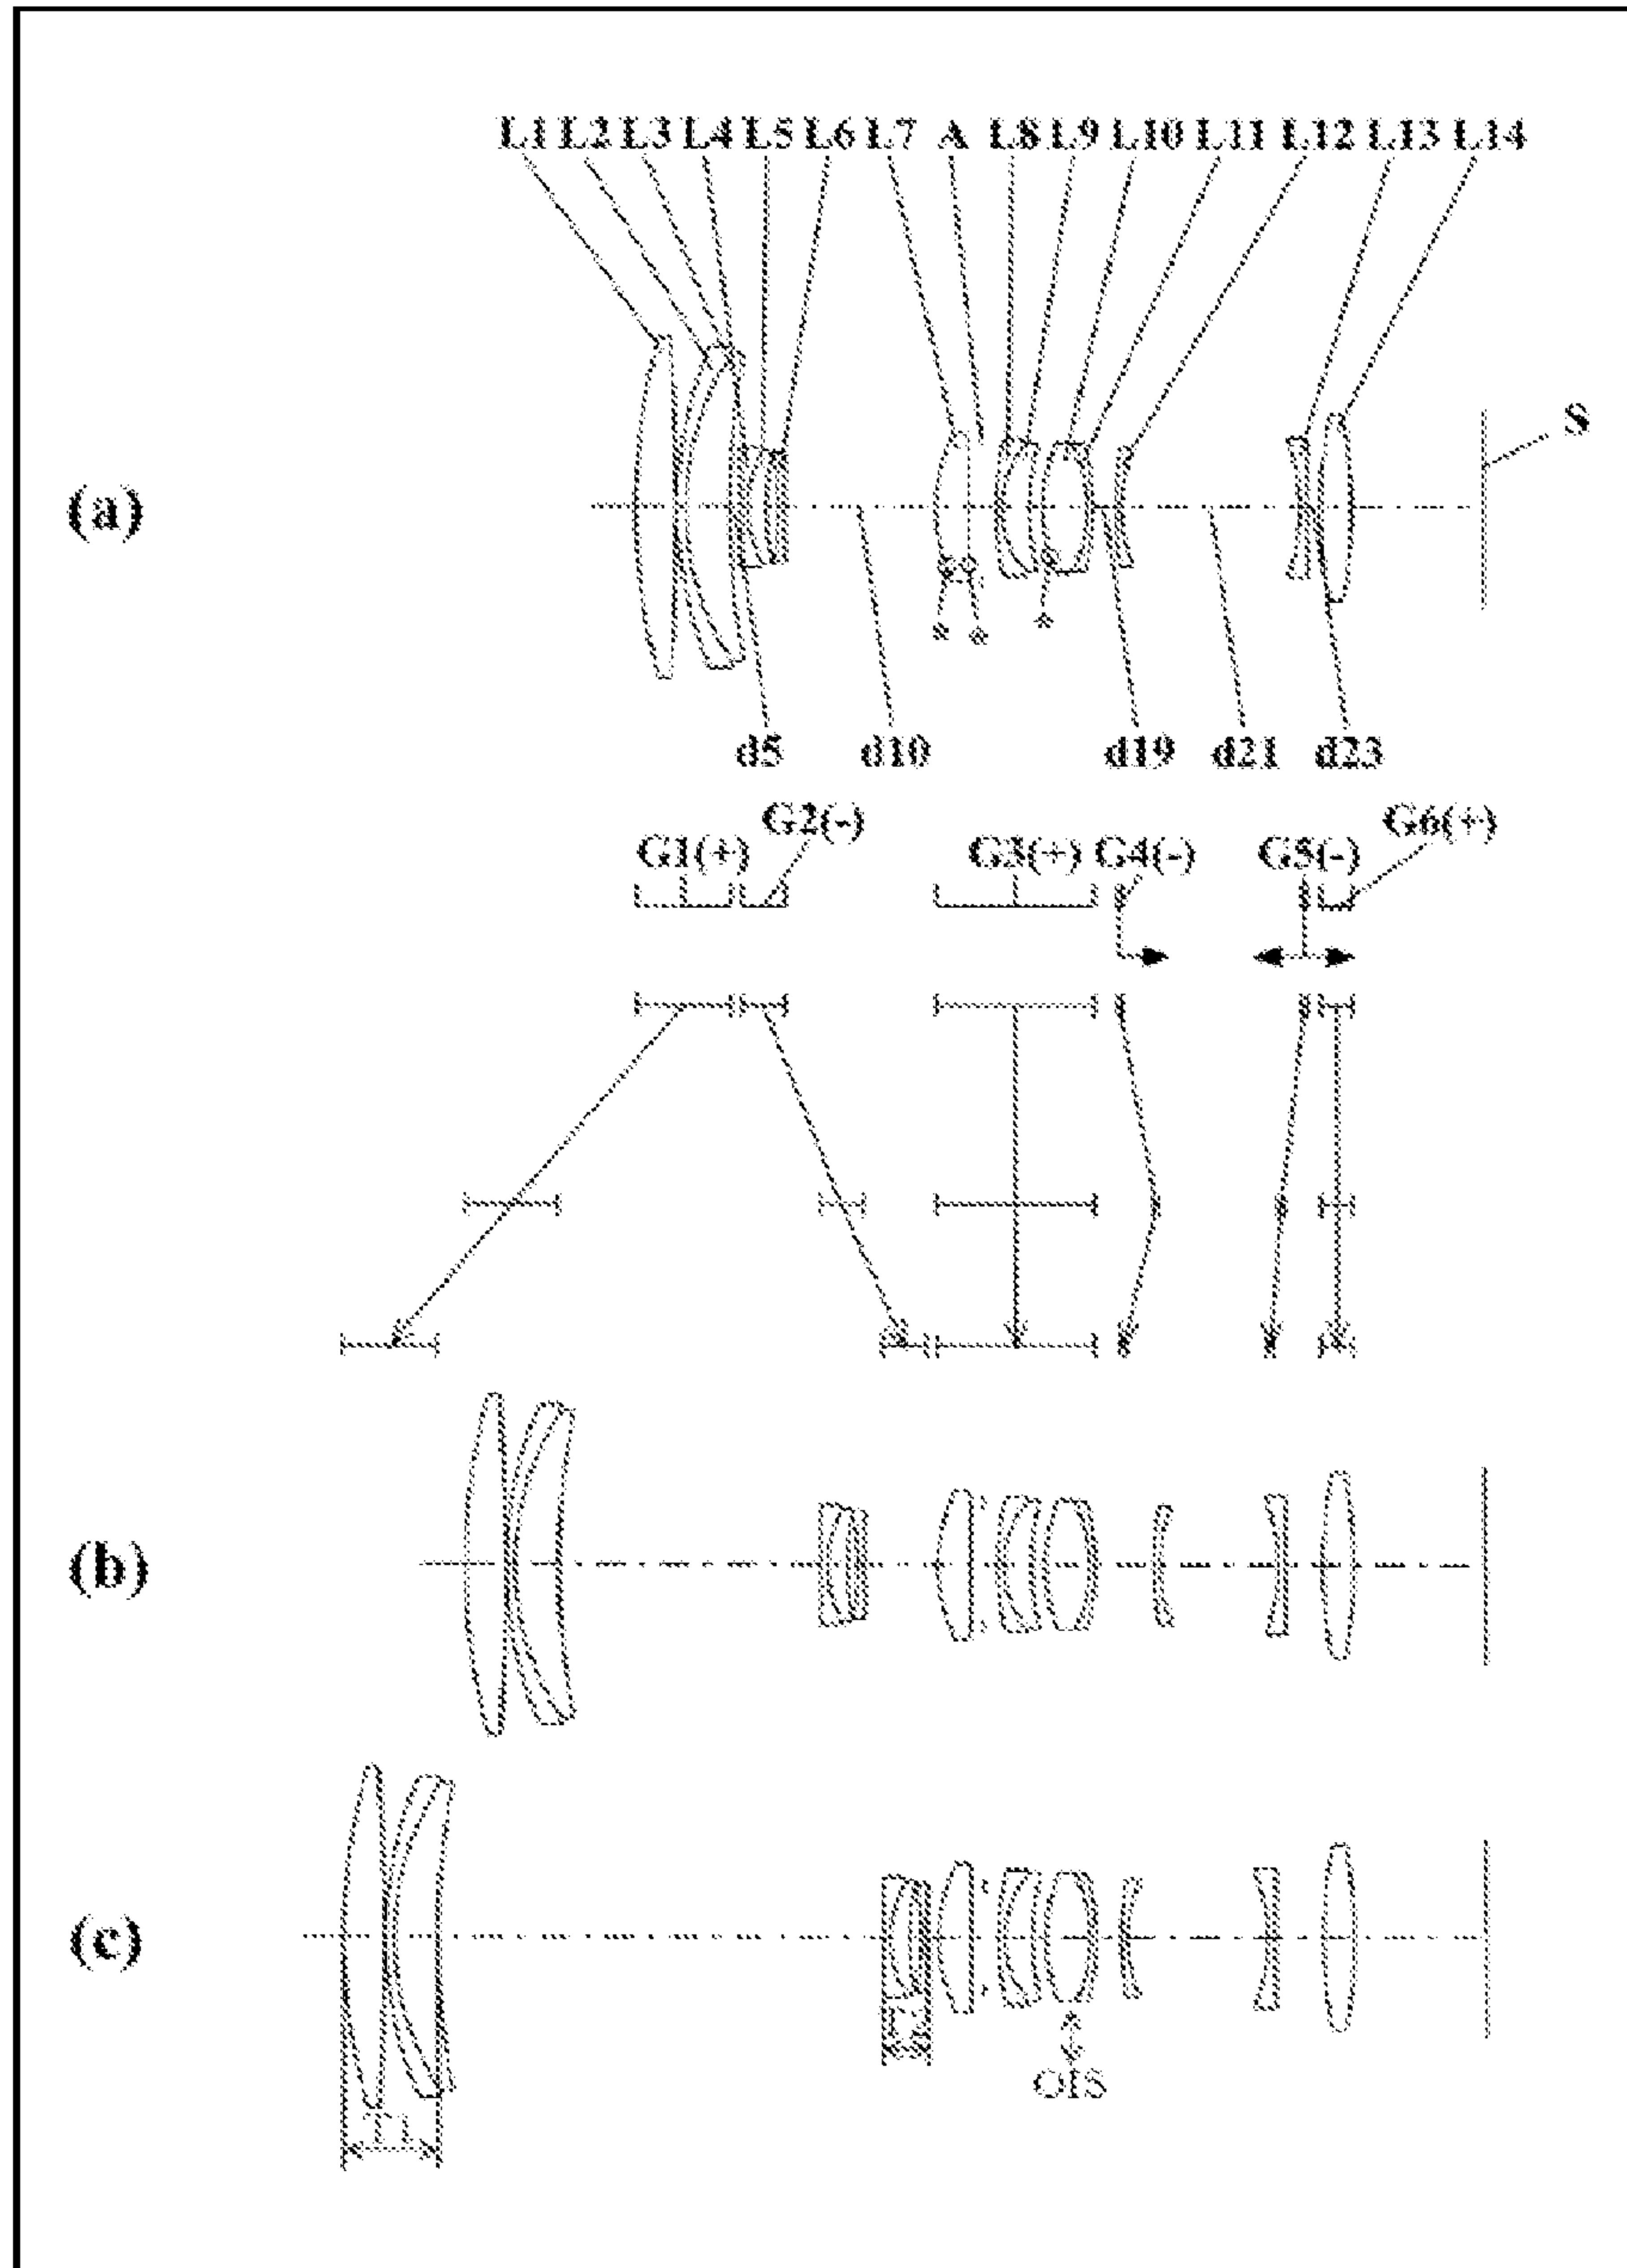 L1 L2 L3 L4 L5 L6 L7 A L8 L9 L10 L11 L12 L13 L14
S
(a)
* * *
d5 d10 d19 d21 d23
G1(+) G2(-) G3(+) G4(-) G5(-) G6(+)
(b)
(c)
OIS